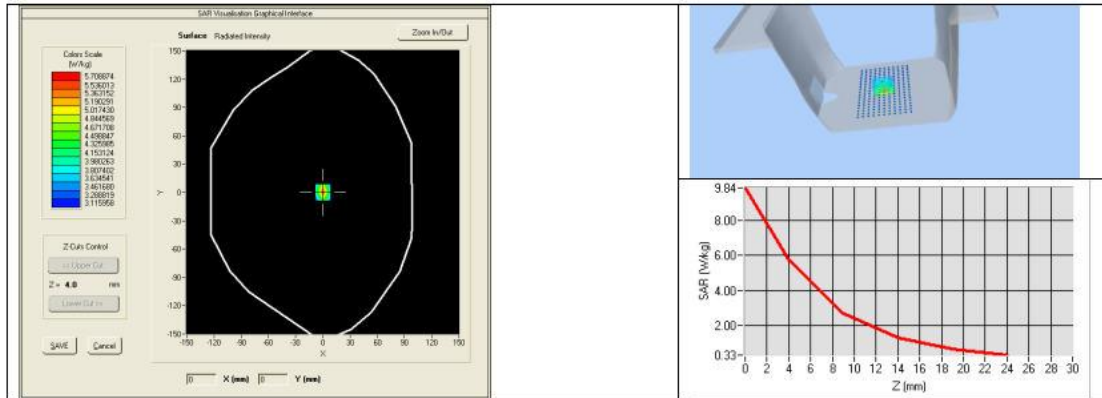 SAR Visualisation Graphical Interface
Surface Radiated Intensity
Zoom In/Out
Colors Scale
(W/kg)
5.708874
5.536013
5.363152
5.190291
5.017430
4.844569
4.671708
4.498847
4.325985
4.153124
3.980263
3.807402
3.634541
3.461680
3.288819
3.115958
Z-Cuts Control
<< Upper Cut
Z = 4.0 mm
Lower Cut >>
SAVE Cancel
150
120
90
60
30
0
-30
-60
-90
-120
-150
Y
-150 -120 -90 -60 -30 0 30 60 90 120 150
X
0 X (mm) 0 Y (mm)
9.84
8.00
6.00
4.00
2.00
0.33
SAR (W/kg)
0 2 4 6 8 10 12 14 16 18 20 22 24 26 28 30
Z (mm)